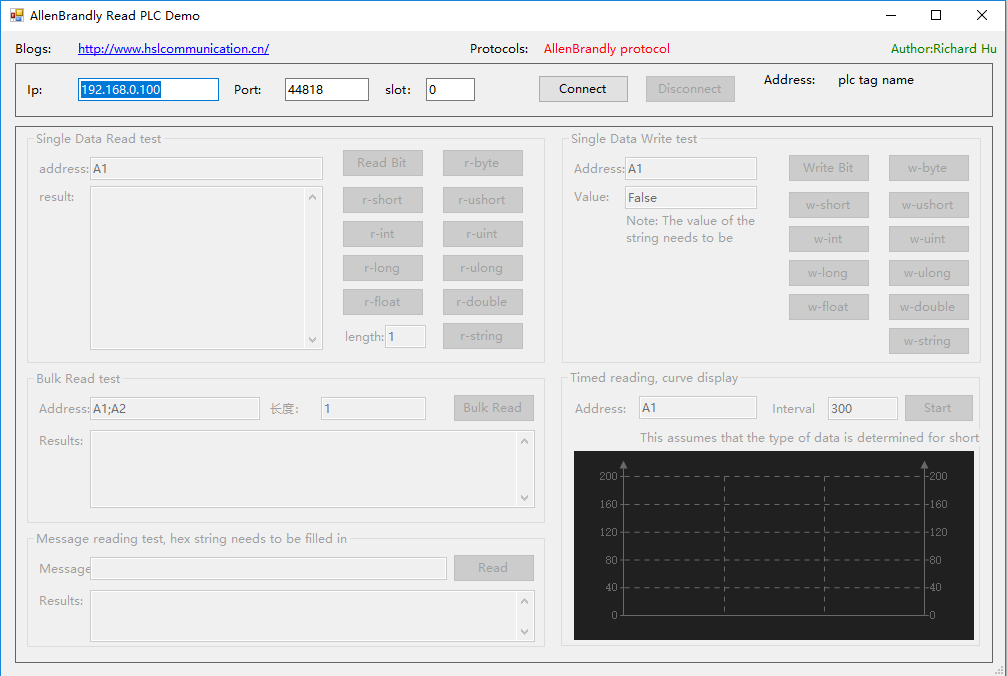 AllenBrandly Read PLC Demo
Blogs: http://www.hslcommunication.cn/ Protocols: AllenBrandly protocol Author:Richard Hu
Ip: 192.168.0.100 Port: 44818 slot: 0 Connect Disconnect Address: plc tag name
Single Data Read test
address: A1 Read Bit r-byte
result: r-short r-ushort
r-int r-uint
r-long r-ulong
r-float r-double
length: 1 r-string
Single Data Write test
Address: A1 Write Bit w-byte
Value: False w-short w-ushort
Note: The value of the
string needs to be
w-int w-uint
w-long w-ulong
w-float w-double
w-string
Bulk Read test
Address: A1;A2 长度: 1 Bulk Read
Results:
Timed reading, curve display
Address: A1 Interval 300 Start
This assumes that the type of data is determined for short
200 200
160 160
120 120
80 80
40 40
0 0
Message reading test, hex string needs to be filled in
Message Read
Results: